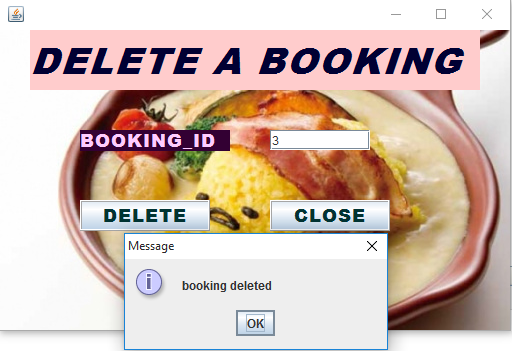 DELETE A BOOKING
BOOKING_ID 3
DELETE CLOSE
Message
booking deleted
OK